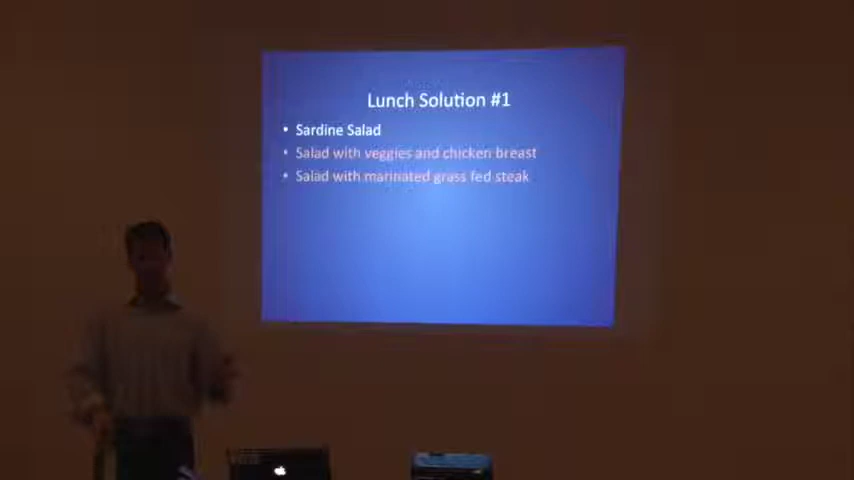 Lunch Solution #1
• Sardine Salad
• Salad with veggies and chicken breast
• Salad with marinated grass fed steak